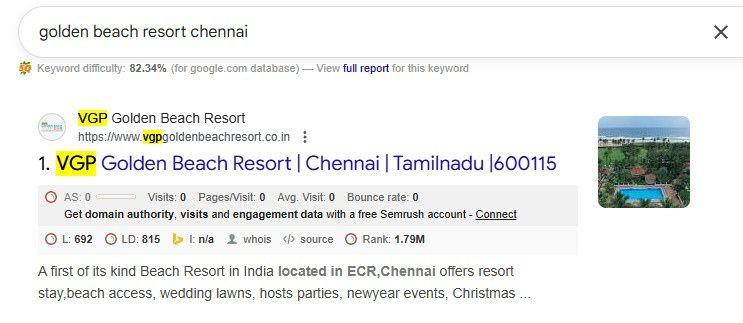 golden beach resort chennai
Keyword difficulty: 82.34% (for google.com database) — View full report for this keyword
VGP Golden Beach Resort
https://www.vgpgoldenbeachresort.co.in
1. VGP Golden Beach Resort | Chennai | Tamilnadu |600115
AS: 0 Visits: 0 Pages/Visit: 0 Avg. Visit: 0 Bounce rate: 0
Get domain authority, visits and engagement data with a free Semrush account - Connect
L: 692 LD: 815 I: n/a whois </> source Rank: 1.79M
A first of its kind Beach Resort in India located in ECR,Chennai offers resort
stay,beach access, wedding lawns, hosts parties, newyear events, Christmas ...